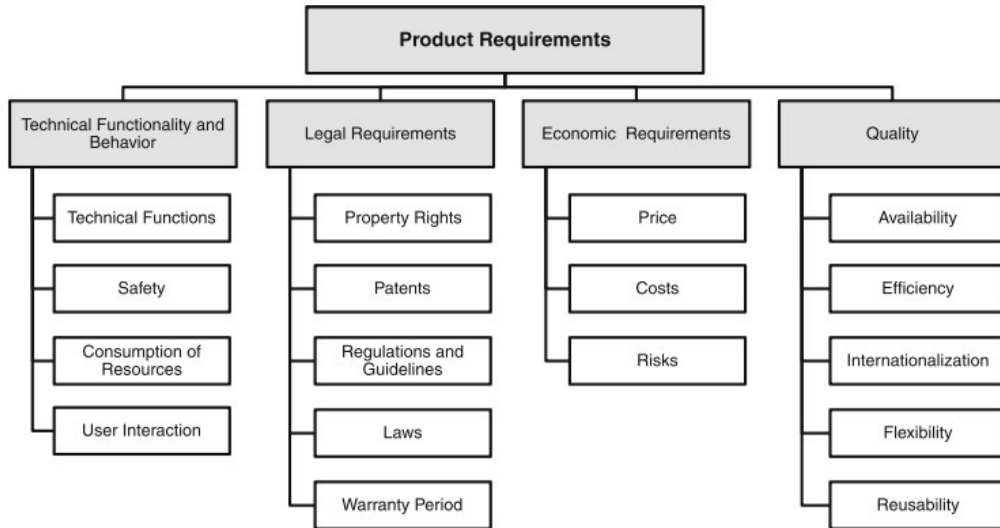 Product Requirements
Technical Functionality and
Behavior
Legal Requirements
Economic Requirements
Quality
Technical Functions
Safety
Consumption of
Resources
User Interaction
Property Rights
Patents
Regulations and
Guidelines
Laws
Warranty Period
Price
Costs
Risks
Availability
Efficiency
Internationalization
Flexibility
Reusability